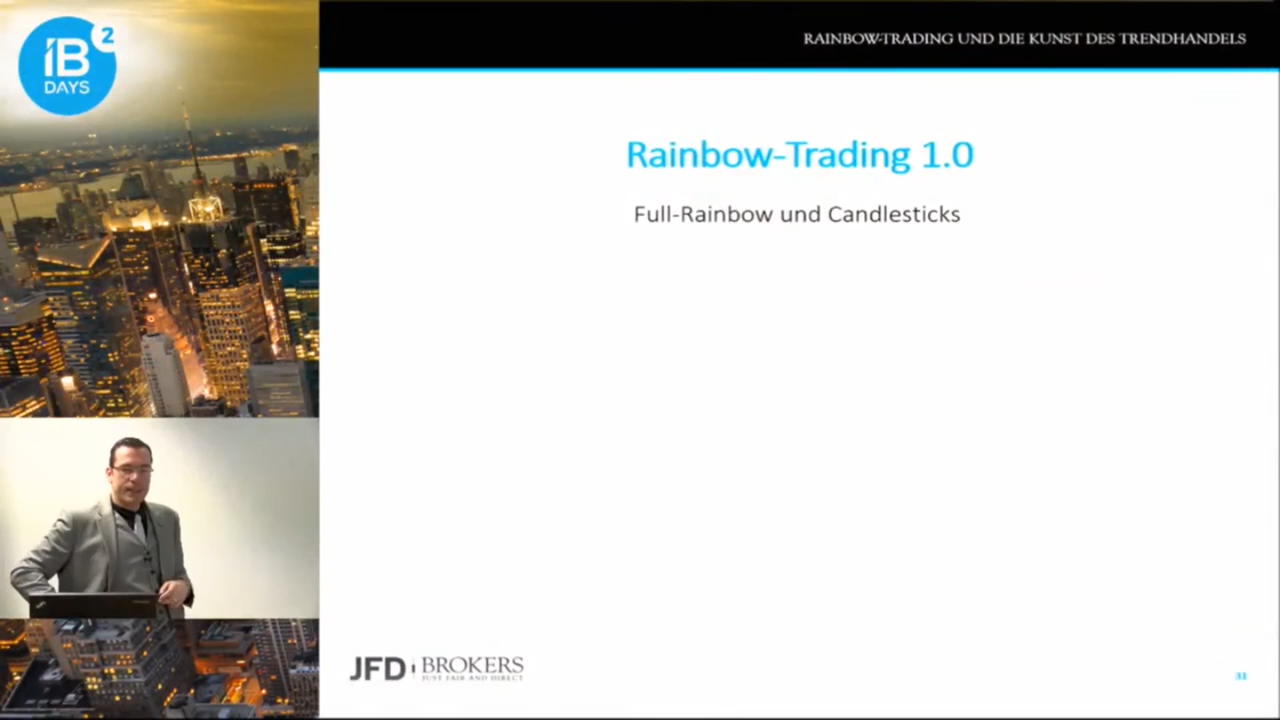 IB 2
DAYS
RAINBOW-TRADING UND DIE KUNST DES TRENDHANDELS
Rainbow-Trading 1.0
Full-Rainbow und Candlesticks
JFD BROKERS
JUST FAIR AND DIRECT
31